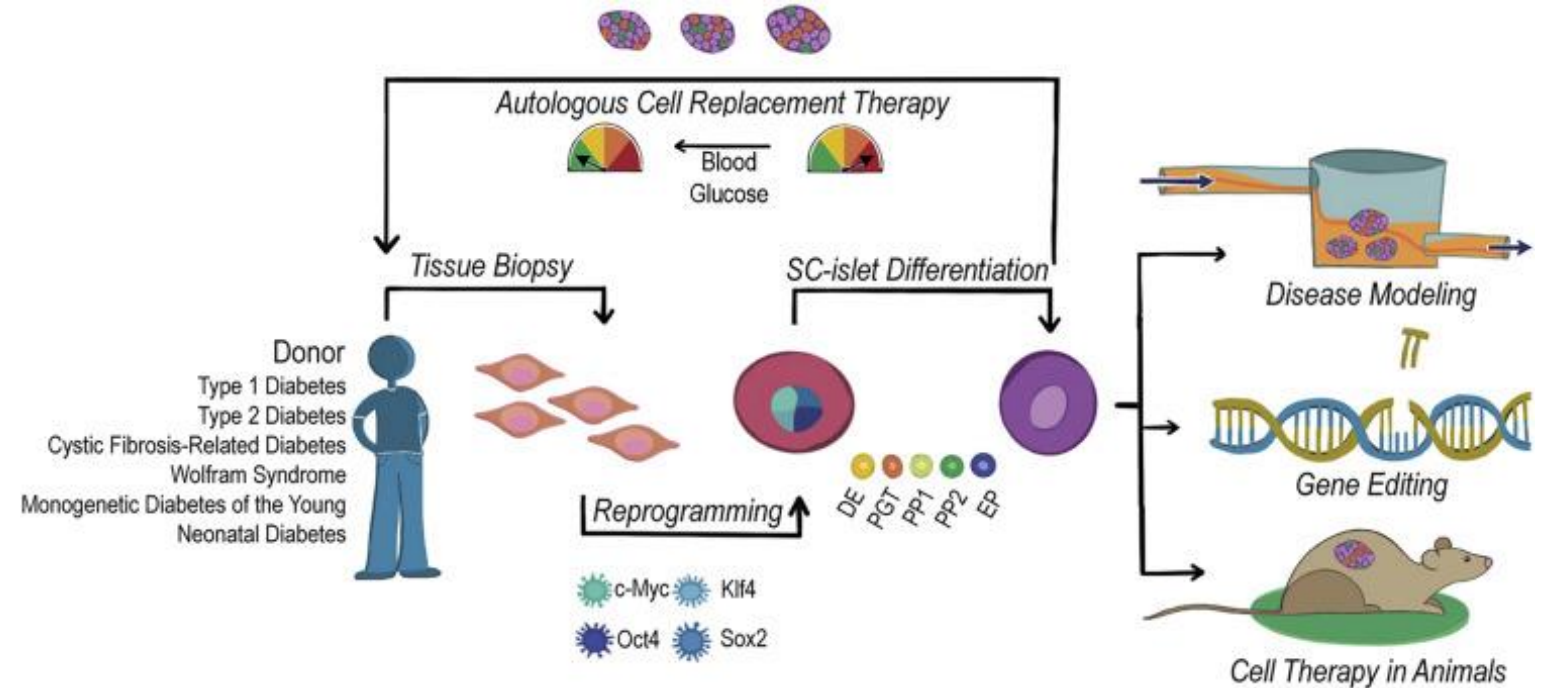 Autologous Cell Replacement Therapy
Blood
Glucose
Tissue Biopsy
SC-islet Differentiation
Donor
Type 1 Diabetes
Type 2 Diabetes
Cystic Fibrosis-Related Diabetes
Wolfram Syndrome
Monogenetic Diabetes of the Young
Neonatal Diabetes
Reprogramming
c-Myc
Klf4
Oct4
Sox2
DE
PGT
PP1
PP2
EP
Disease Modeling
Gene Editing
Cell Therapy in Animals